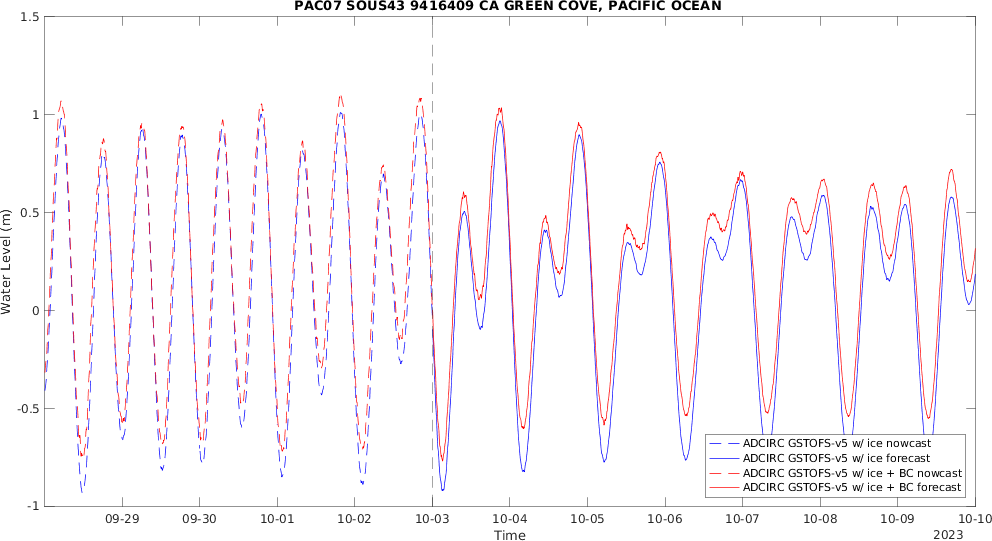 PAC07 SOUS43 9416409 CA GREEN COVE, PACIFIC OCEAN
1.5
1
0.5
0
-0.5
-1
Water Level (m)
09-29 09-30 10-01 10-02 10-03 10-04 10-05 10-06 10-07 10-08 10-09 10-10
Time
2023
ADCIRC GSTOFS-v5 w/ ice nowcast
ADCIRC GSTOFS-v5 w/ ice forecast
ADCIRC GSTOFS-v5 w/ ice + BC nowcast
ADCIRC GSTOFS-v5 w/ ice + BC forecast